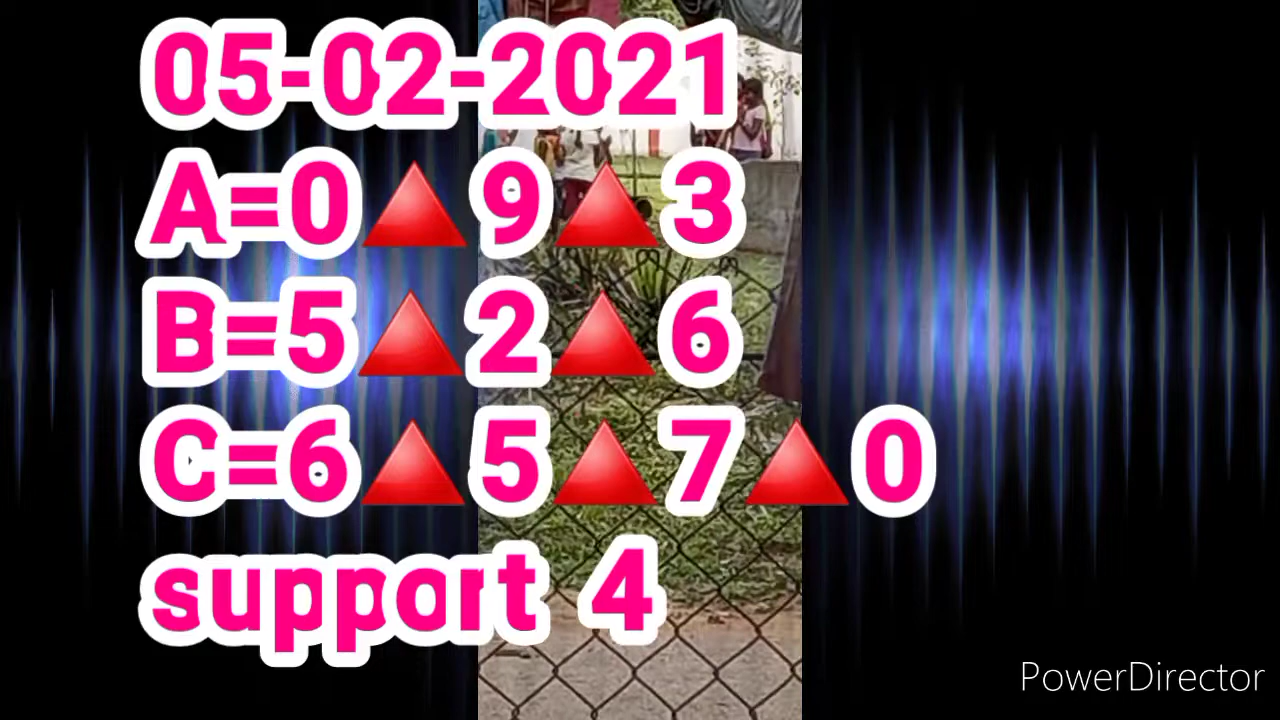 05-02-2021
A=0🔺9🔺3
B=5🔺2🔺6
C=6🔺5🔺7🔺0
support 4
PowerDirector